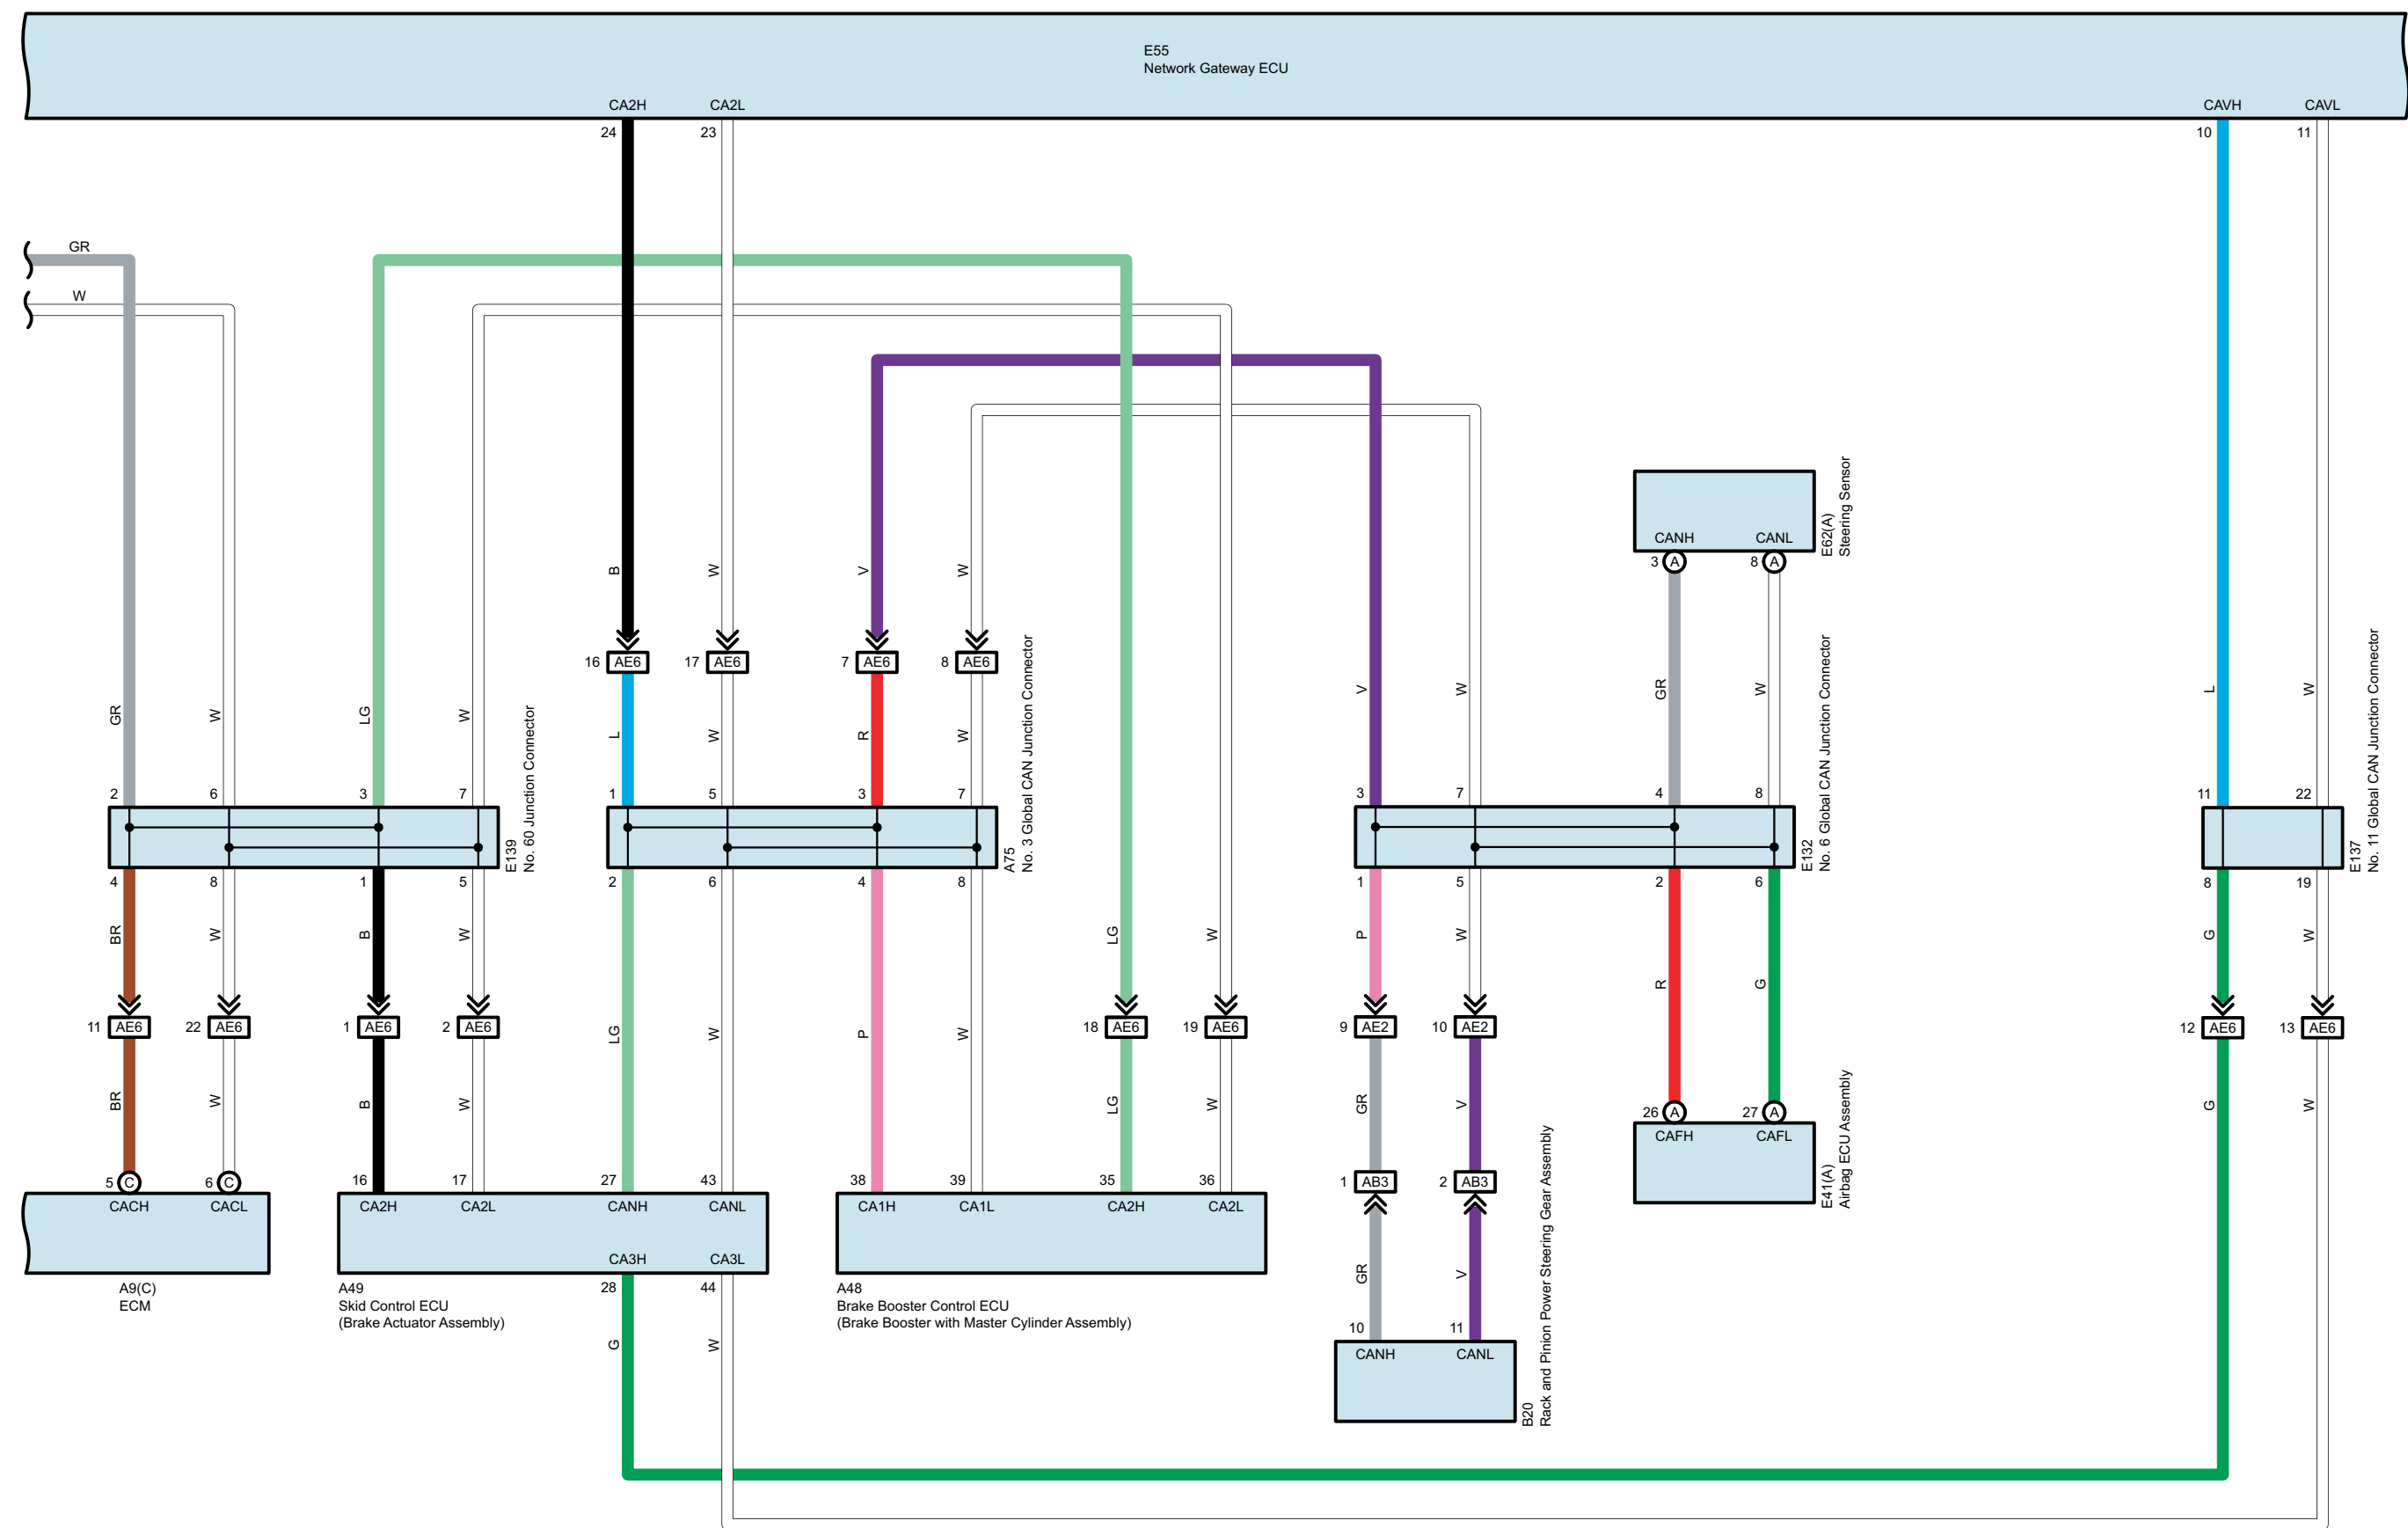 E55
Network Gateway ECU
CA2H CA2L CAVH CAVL
24 23 10 11
GR
W
E62(A)
Steering Sensor
CANH CANL
3 A 8 A
B W V W
16 AE6 17 AE6 7 AE6 8 AE6
V W GR W L W
GR W LG W
L W R W
2 6 3 7 1 5 3 7 3 7 4 8 11 22
E139
No. 60 Junction Connector
A75
No. 3 Global CAN Junction Connector
E132
No. 6 Global CAN Junction Connector
E137
No. 11 Global CAN Junction Connector
4 8 1 5 2 6 4 8 1 5 2 6 8 19
BR W B W LG W P W G W
R G
11 AE6 22 AE6 1 AE6 2 AE6 18 AE6 19 AE6 9 AE2 10 AE2 12 AE6 13 AE6
LG W P W
BR W B W LG W GR V G W
26 A 27 A
CAFH CAFL
E41(A)
Airbag ECU Assembly
5 C 6 C 16 17 27 43 38 39 35 36 1 AB3 2 AB3
CACH CACL CA2H CA2L CANH CANL CA1H CA1L CA2H CA2L
CA3H CA3L
GR V
28 44
A9(C)
ECM
A49
Skid Control ECU
(Brake Actuator Assembly)
A48
Brake Booster Control ECU
(Brake Booster with Master Cylinder Assembly)
G W
10 11
CANH CANL
B20
Rack and Pinion Power Steering Gear Assembly